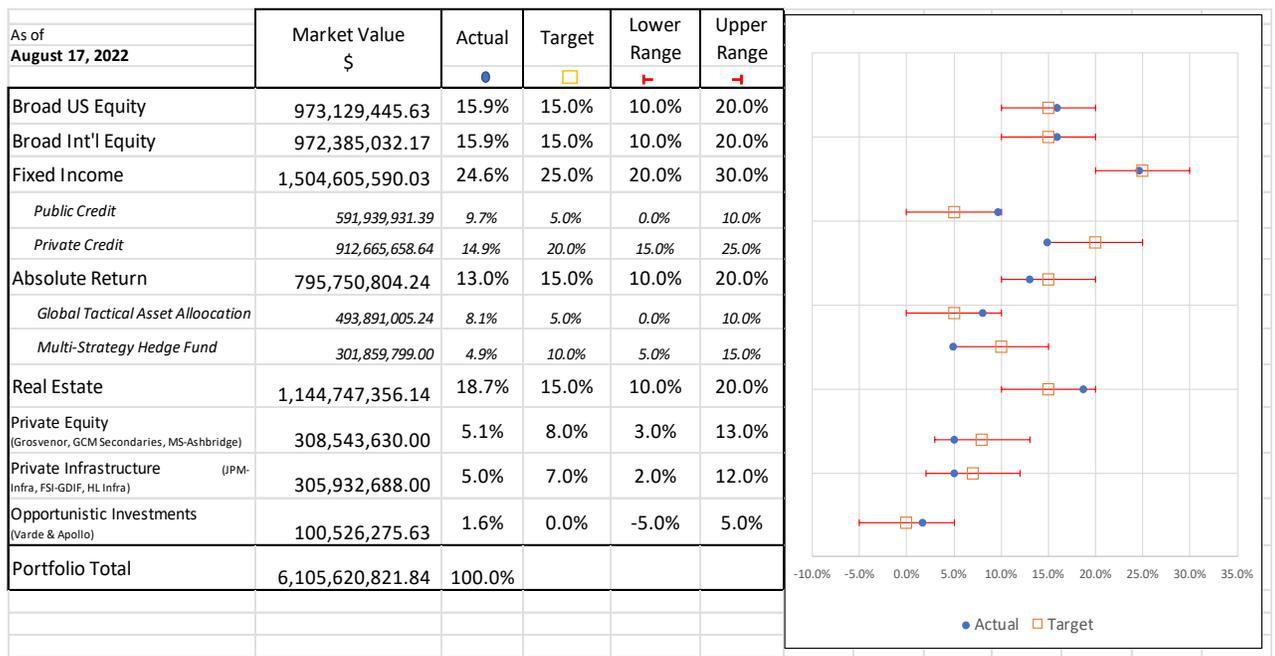 As of
August 17, 2022
Market Value
$
Actual
Target
Lower
Range
Upper
Range
Broad US Equity 973,129,445.63 15.9% 15.0% 10.0% 20.0%
Broad Int'l Equity 972,385,032.17 15.9% 15.0% 10.0% 20.0%
Fixed Income 1,504,605,590.03 24.6% 25.0% 20.0% 30.0%
Public Credit 591,939,931.39 9.7% 5.0% 0.0% 10.0%
Private Credit 912,665,658.64 14.9% 20.0% 15.0% 25.0%
Absolute Return 795,750,804.24 13.0% 15.0% 10.0% 20.0%
Global Tactical Asset Alloocation 493,891,005.24 8.1% 5.0% 0.0% 10.0%
Multi-Strategy Hedge Fund 301,859,799.00 4.9% 10.0% 5.0% 15.0%
Real Estate 1,144,747,356.14 18.7% 15.0% 10.0% 20.0%
Private Equity
(Grosvenor, GCM Secondaries, MS-Ashbridge) 308,543,630.00 5.1% 8.0% 3.0% 13.0%
Private Infrastructure (JPM-
Infra, FSI-GDIF, HL Infra) 305,932,688.00 5.0% 7.0% 2.0% 12.0%
Opportunistic Investments
(Varde & Apollo) 100,526,275.63 1.6% 0.0% -5.0% 5.0%
Portfolio Total 6,105,620,821.84 100.0%
-10.0% -5.0% 0.0% 5.0% 10.0% 15.0% 20.0% 25.0% 30.0% 35.0%
Actual Target